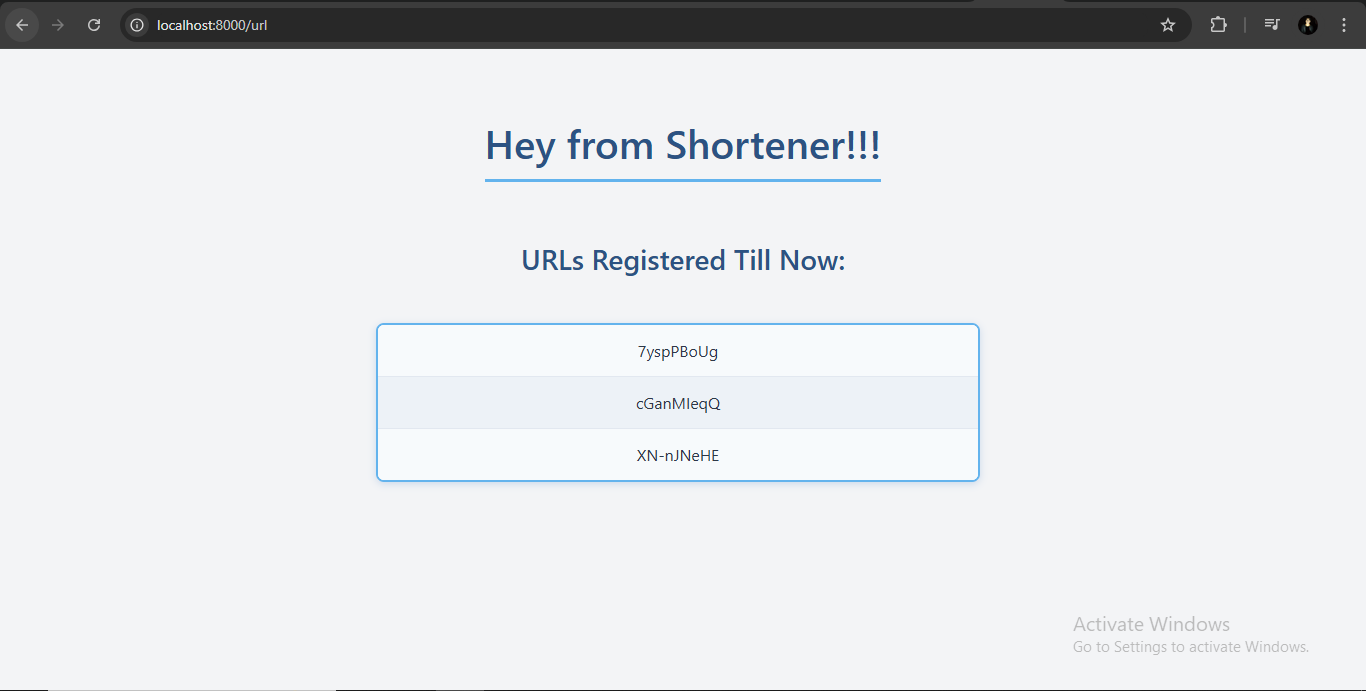 localhost:8000/url
Hey from Shortener!!!
URLs Registered Till Now:
7yspPBoUg
cGanMIeqQ
XN-nJNeHE
Activate Windows
Go to Settings to activate Windows.